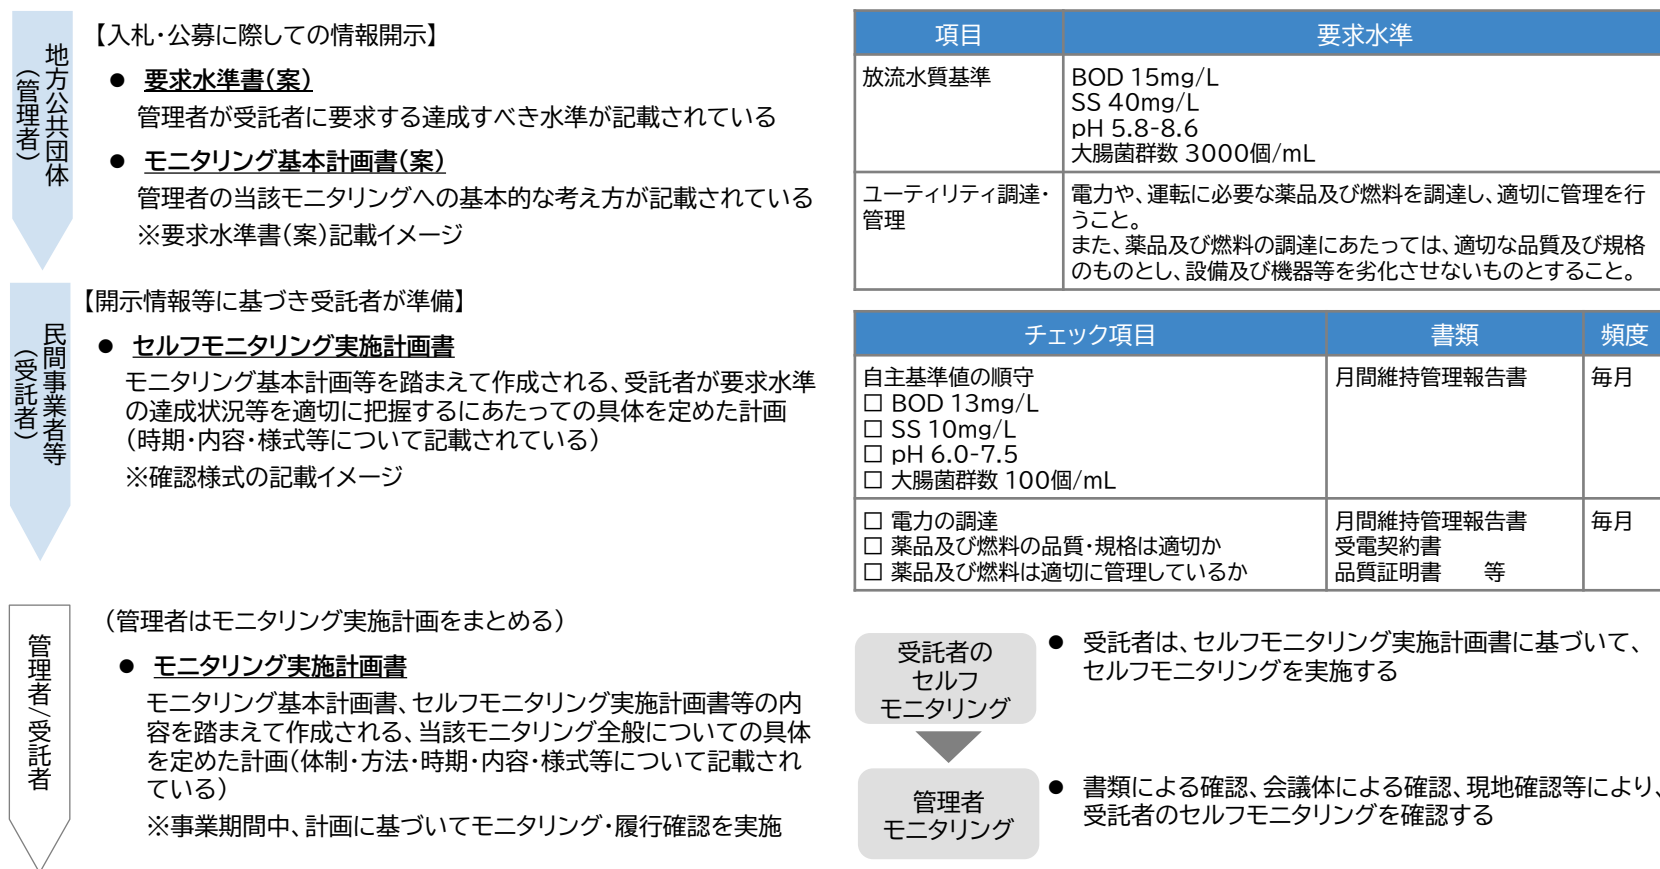 地方公共団体
（管理者）
【入札・公募に際しての情報開示】
● 要求水準書（案）
管理者が受託者に要求する達成すべき水準が記載されている
● モニタリング基本計画書（案）
管理者の当該モニタリングへの基本的な考え方が記載されている
※要求水準書（案）記載イメージ
項目 要求水準
放流水質基準
BOD 15mg/L
SS 40mg/L
pH 5.8-8.6
大腸菌群数 3000個/mL
ユーティリティ調達・
管理
電力や、運転に必要な薬品及び燃料を調達し、適切に管理を行
うこと。
また、薬品及び燃料の調達にあたっては、適切な品質及び規格
のものとし、設備及び機器等を劣化させないものとすること。
民間事業者等
（受託者）
【開示情報等に基づき受託者が準備】
● セルフモニタリング実施計画書
モニタリング基本計画等を踏まえて作成される、受託者が要求水準
の達成状況等を適切に把握するにあたっての具体を定めた計画
（時期・内容・様式等について記載されている）
※確認様式の記載イメージ
チェック項目 書類 頻度
自主基準値の順守
□ BOD 13mg/L
□ SS 10mg/L
□ pH 6.0-7.5
□ 大腸菌群数 100個/mL
月間維持管理報告書
毎月
□ 電力の調達
□ 薬品及び燃料の品質・規格は適切か
□ 薬品及び燃料は適切に管理しているか
月間維持管理報告書
受電契約書
品質証明書　等
毎月
管理者/受託者
（管理者はモニタリング実施計画をまとめる）
● モニタリング実施計画書
モニタリング基本計画書、セルフモニタリング実施計画書等の内
容を踏まえて作成される、当該モニタリング全般についての具体
を定めた計画（体制・方法・時期・内容・様式等について記載され
ている）
※事業期間中、計画に基づいてモニタリング・履行確認を実施
受託者の
セルフ
モニタリング
● 受託者は、セルフモニタリング実施計画書に基づいて、
セルフモニタリングを実施する
管理者
モニタリング
● 書類による確認、会議体による確認、現地確認等により、
受託者のセルフモニタリングを確認する